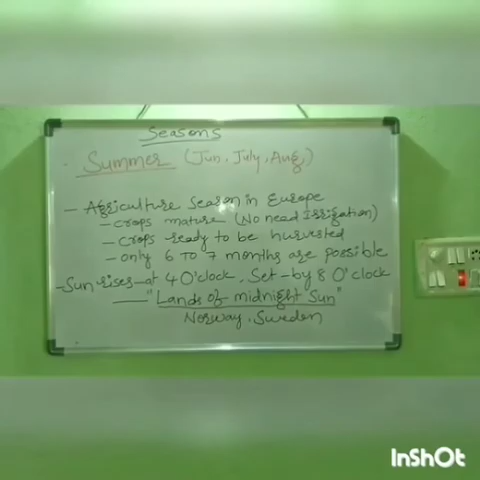 Seasons
Summer (Jun, July, Aug,)
- Agriculture Season in Europe
- crops mature (No need Irrigation)
- crops ready to be hurvested
- only 6 to 7 months are possible
- Sun rises - at 4 O'clock, Set - by 8 O'clock
"Lands of midnight Sun"
Norway, Sweden
InShOt